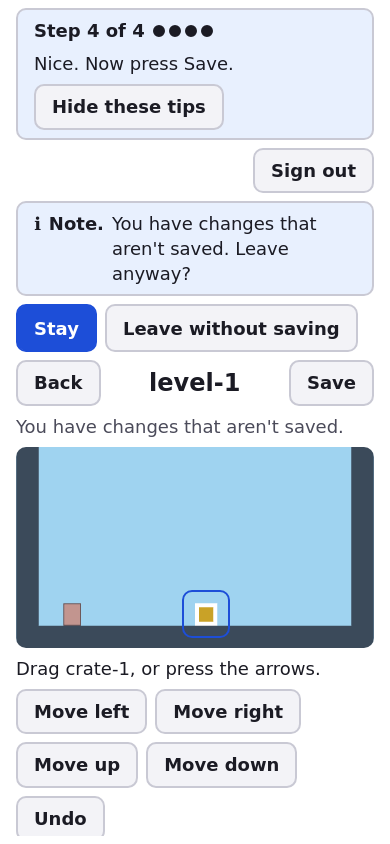 Step 4 of 4
Nice. Now press Save.
Hide these tips
Sign out
ℹ Note. You have changes that
aren't saved. Leave
anyway?
Stay Leave without saving
Back level-1 Save
You have changes that aren't saved.
Drag crate-1, or press the arrows.
Move left Move right
Move up Move down
Undo